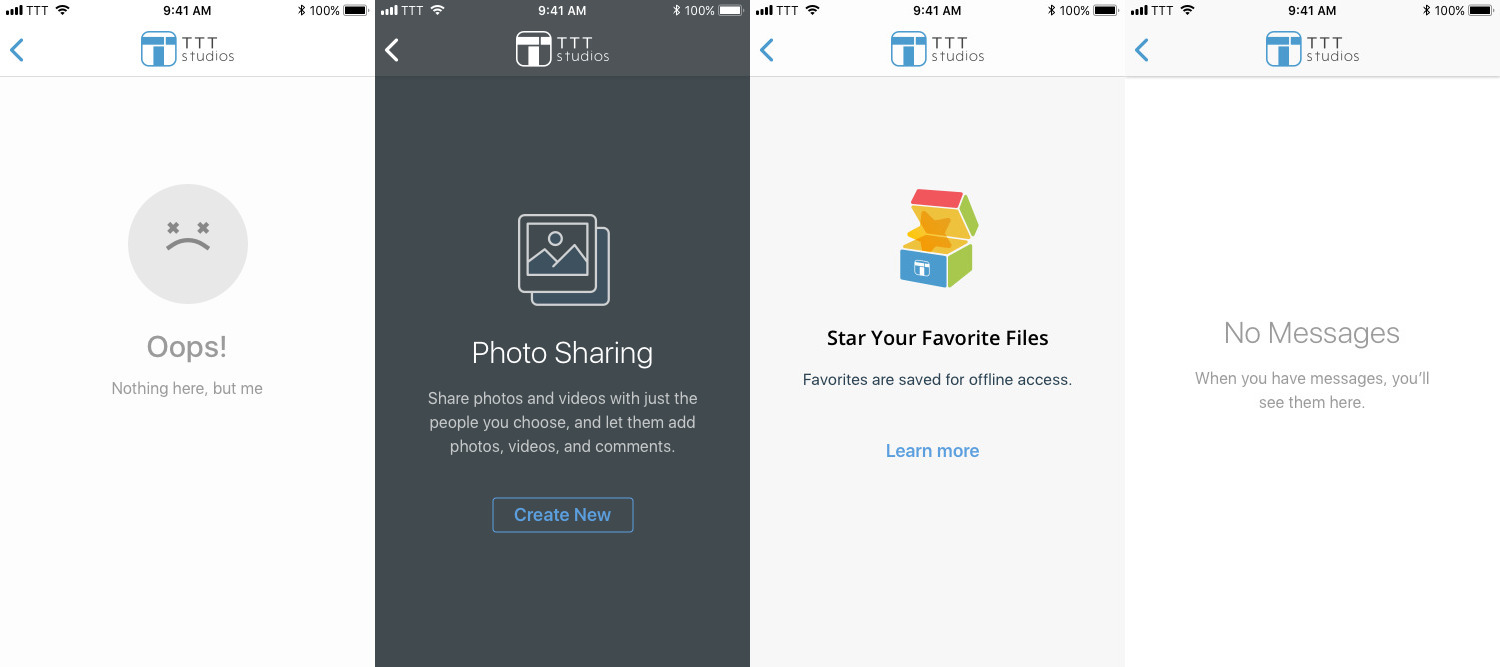 TTT
9:41 AM
100%
TTT
studios
Oops!
Nothing here, but me
TTT
9:41 AM
100%
TTT
studios
Photo Sharing
Share photos and videos with just the
people you choose, and let them add
photos, videos, and comments.
Create New
TTT
9:41 AM
100%
TTT
studios
Star Your Favorite Files
Favorites are saved for offline access.
Learn more
TTT
9:41 AM
100%
TTT
studios
No Messages
When you have messages, you’ll
see them here.